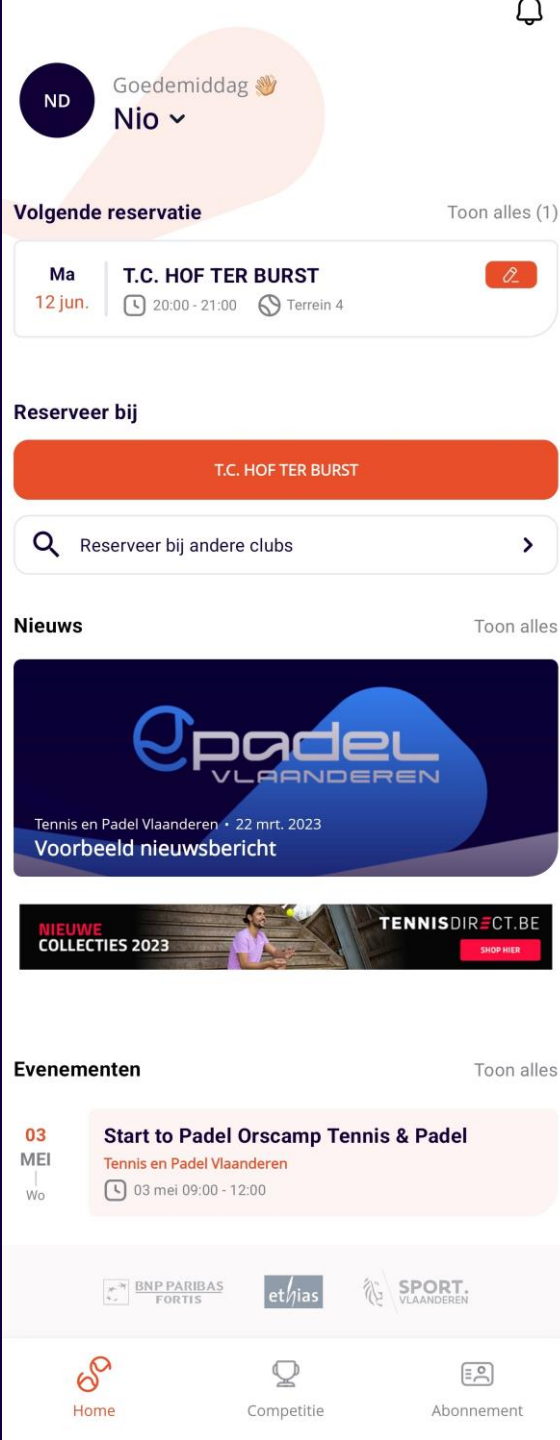 ND
Goedemiddag 👋🏼
Nio
Volgende reservatie
Toon alles (1)
Ma
12 jun.
T.C. HOF TER BURST
20:00 - 21:00
Terrein 4
Reserveer bij
T.C. HOF TER BURST
Reserveer bij andere clubs
Nieuws
Toon alles
padel
VLAANDEREN
Tennis en Padel Vlaanderen • 22 mrt. 2023
Voorbeeld nieuwsbericht
NIEUWE
COLLECTIES 2023
TENNISDIRECT.BE
SHOP HIER
Evenementen
Toon alles
03
MEI
Wo
Start to Padel Orscamp Tennis & Padel
Tennis en Padel Vlaanderen
03 mei 09:00 - 12:00
BNP PARIBAS
FORTIS
ethias
SPORT.
VLAANDEREN
Home
Competitie
Abonnement